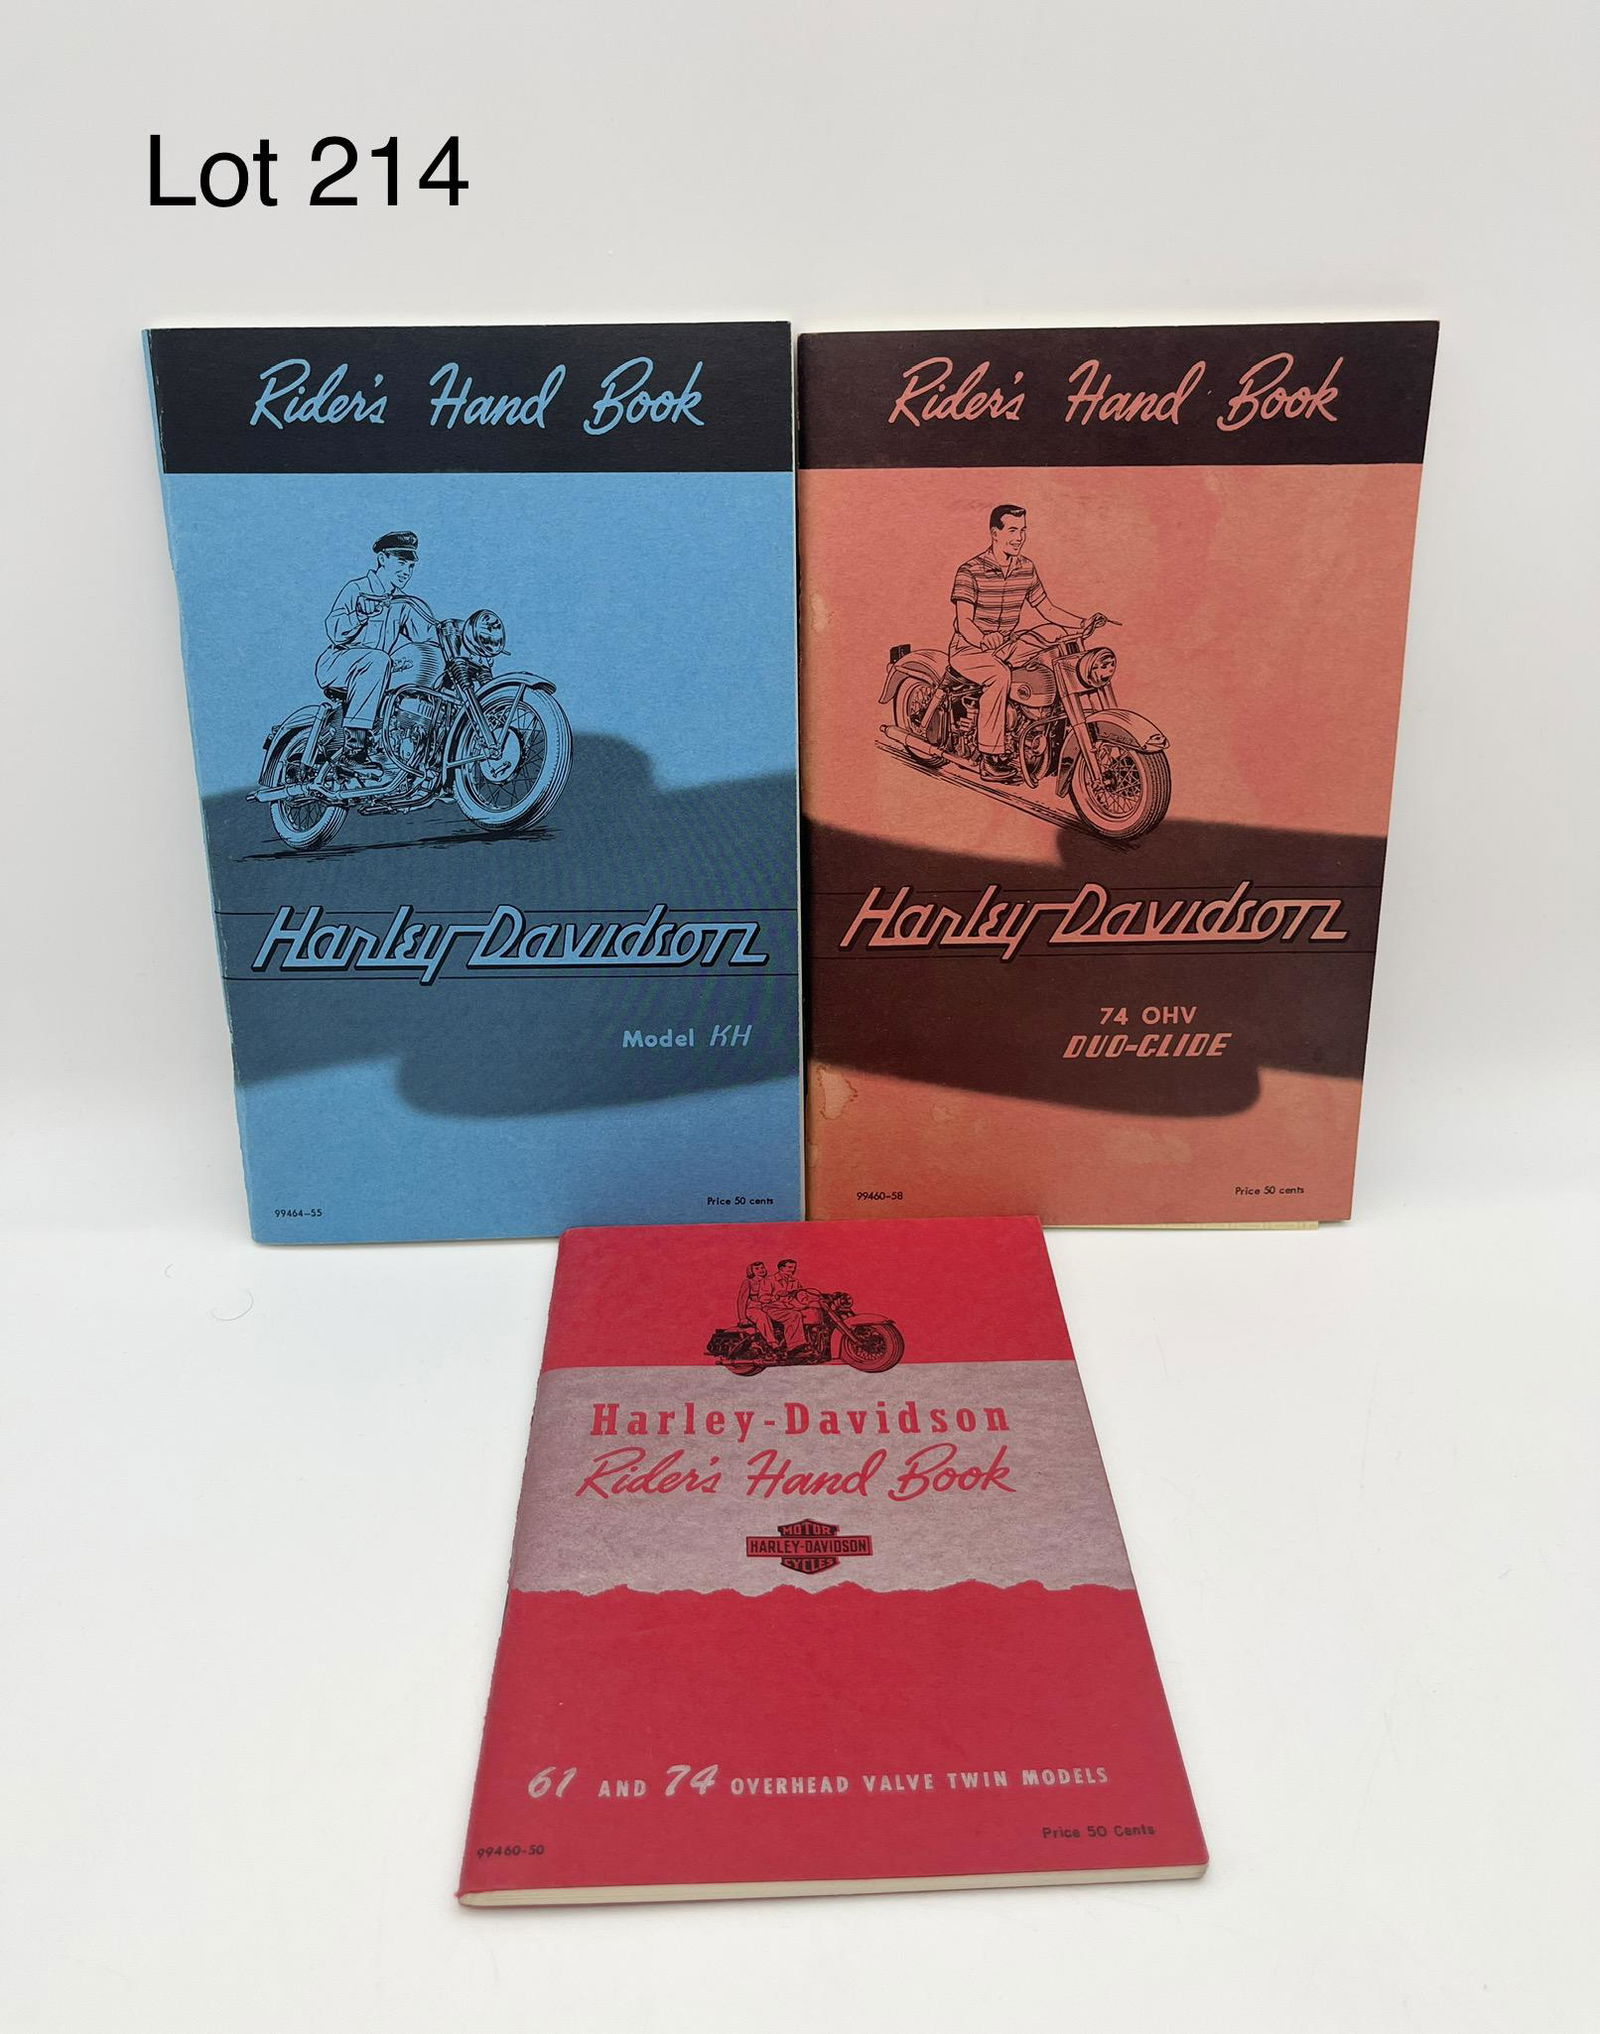 Lot 214
Rider's Hand Book
Harley-Davidson
Model KH
99464-55
Price 50 cents
Rider's Hand Book
Harley-Davidson
74 OHV
DUO-GLIDE
99460-58
Price 50 cents
Harley-Davidson
Rider's Hand Book
MOTOR
HARLEY-DAVIDSON
CYCLES
61 AND 74 OVERHEAD VALVE TWIN MODELS
99460-50
Price 50 Cents